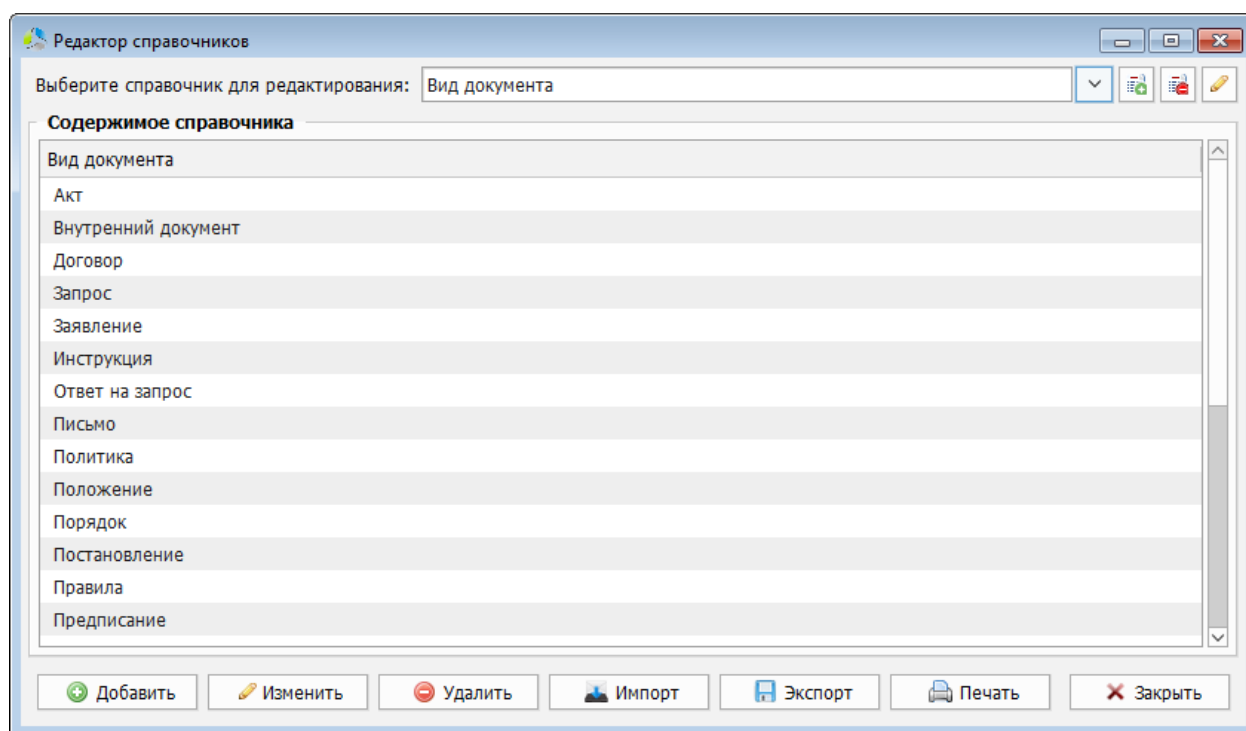 Редактор справочников
Выберите справочник для редактирования: Вид документа
Содержимое справочника
Вид документа
Акт
Внутренний документ
Договор
Запрос
Заявление
Инструкция
Ответ на запрос
Письмо
Политика
Положение
Порядок
Постановление
Правила
Предписание
Добавить Изменить Удалить Импорт Экспорт Печать Закрыть